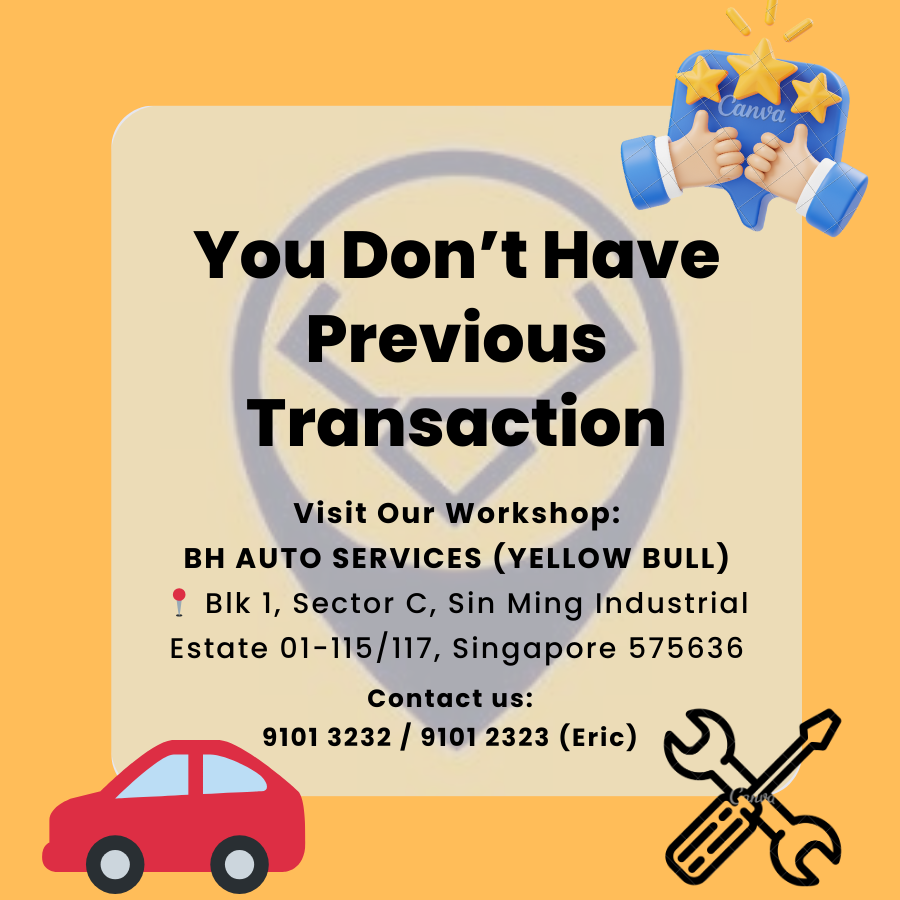 Canva
You Don’t Have
Previous
Transaction
Visit Our Workshop:
BH AUTO SERVICES (YELLOW BULL)
📍 Blk 1, Sector C, Sin Ming Industrial
Estate 01-115/117, Singapore 575636
Contact us:
9101 3232 / 9101 2323 (Eric)
Canva